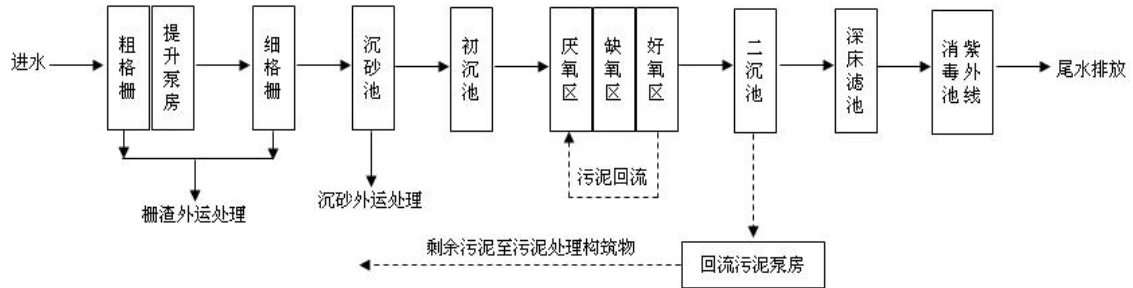 进水
粗格栅
提升泵房
细格栅
沉砂池
初沉池
厌氧区
缺氧区
好氧区
二沉池
深床滤池
紫外线
消毒池
尾水排放
污泥回流
栅渣外运处理
沉砂外运处理
剩余污泥至污泥处理构筑物
回流污泥泵房